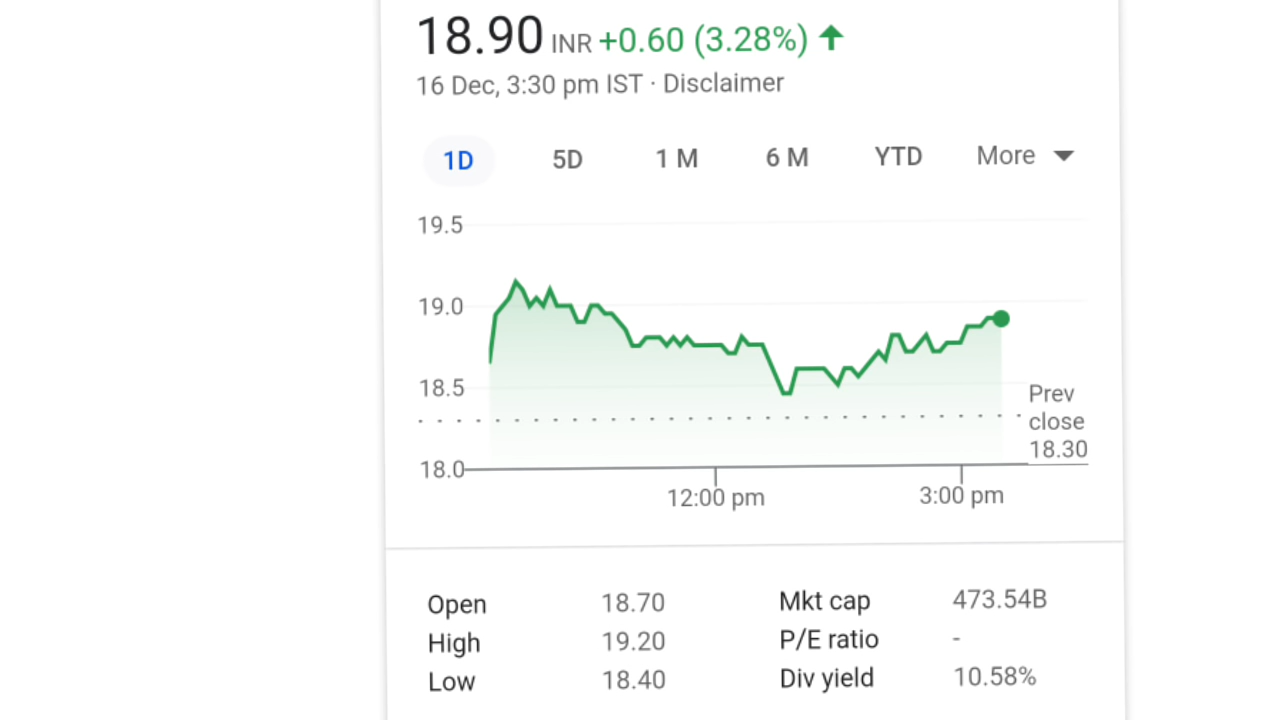 18.90 INR +0.60 (3.28%)
16 Dec, 3:30 pm IST · Disclaimer
1D 5D 1 M 6 M YTD More
19.5
19.0
18.5
18.0
Prev
close
18.30
12:00 pm 3:00 pm
Open 18.70 Mkt cap 473.54B
High 19.20 P/E ratio -
Low 18.40 Div yield 10.58%